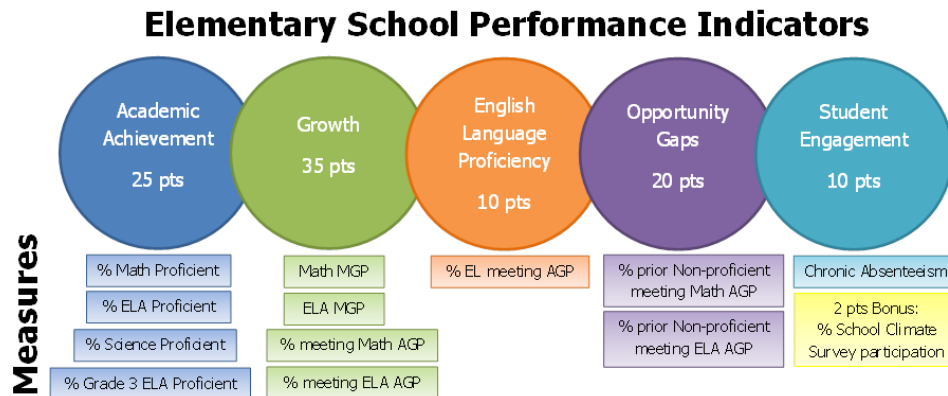 Elementary School Performance Indicators
Academic
Achievement
25 pts
Growth
35 pts
English
Language
Proficiency
10 pts
Opportunity
Gaps
20 pts
Student
Engagement
10 pts
Measures
% Math Proficient
% ELA Proficient
% Science Proficient
% Grade 3 ELA Proficient
Math MGP
ELA MGP
% meeting Math AGP
% meeting ELA AGP
% EL meeting AGP
% prior Non-proficient
meeting Math AGP
% prior Non-proficient
meeting ELA AGP
Chronic Absenteeism
2 pts Bonus:
% School Climate
Survey participation